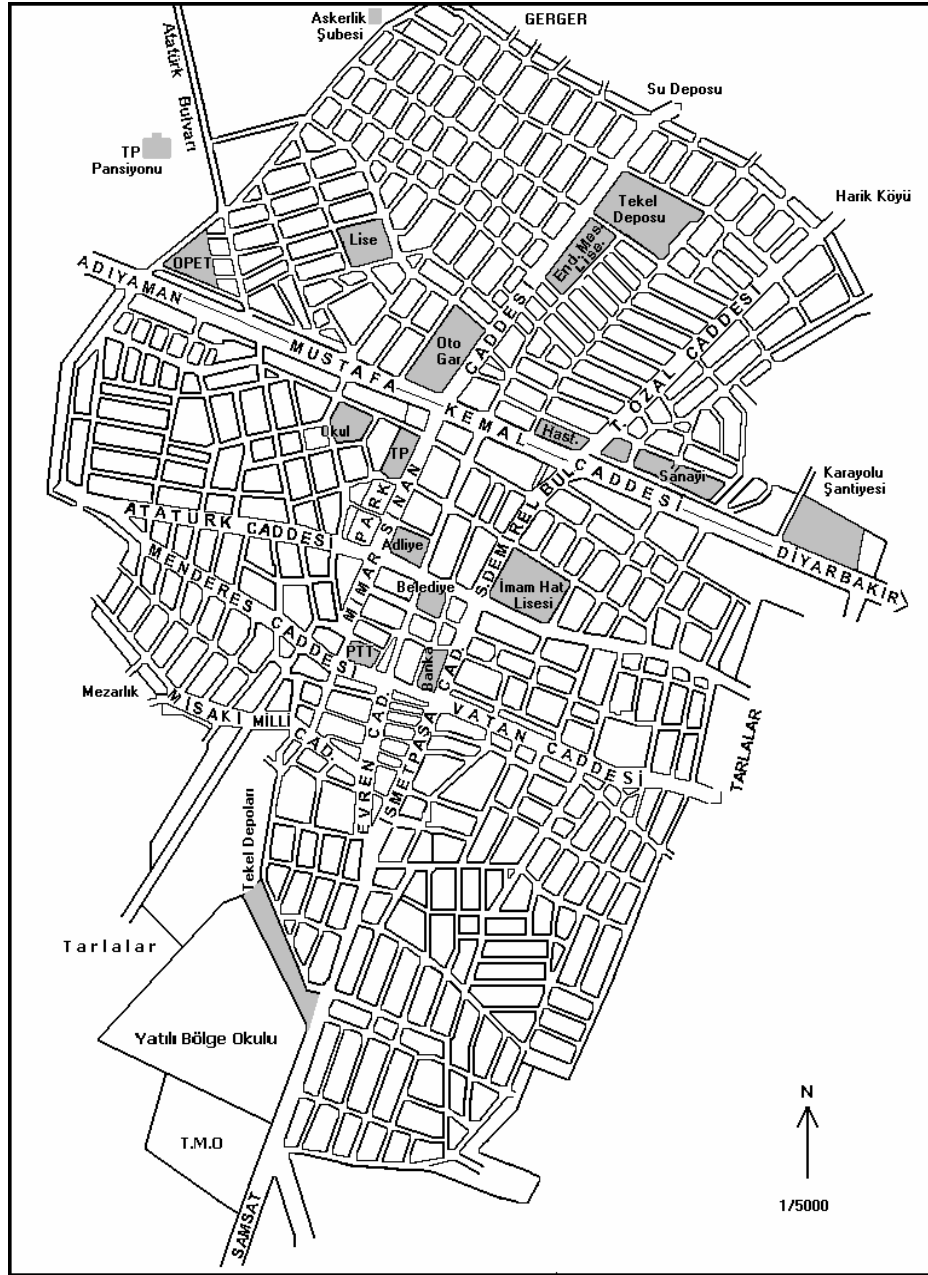 Askerlik
Şubesi
GERGER
Atatürk Bulvarı
Su Deposu
TP
Pansiyonu
Tekel
Deposu
Harik Köyü
Lise
End. Mes.
Lise.
OPET
ADIYAMAN
MUSTAFA KEMAL CADDESİ
DİYARBAKIR
Oto
Gar
CADDES
T. ÖZAL CADDESİ
Okul
TP
Hast.
Sanayi
Karayolu
Şantiyesi
PARK
MİMAR SİNAN
S.DEMİREL BUL
ATATÜRK CADDESİ
Adliye
MENDERES CADDESİ
Belediye
İmam Hat.
Lisesi
PTT
Banka
CAD.
Mezarlık
MİSAKİ MİLLİ CAD.
VATAN CADDESİ
TARLALAR
EVREN CAD.
SMETPAŞA
Tekel Depoları
Tarlalar
Yatılı Bölge Okulu
T.M.O
SAMSAT
N
1/5000